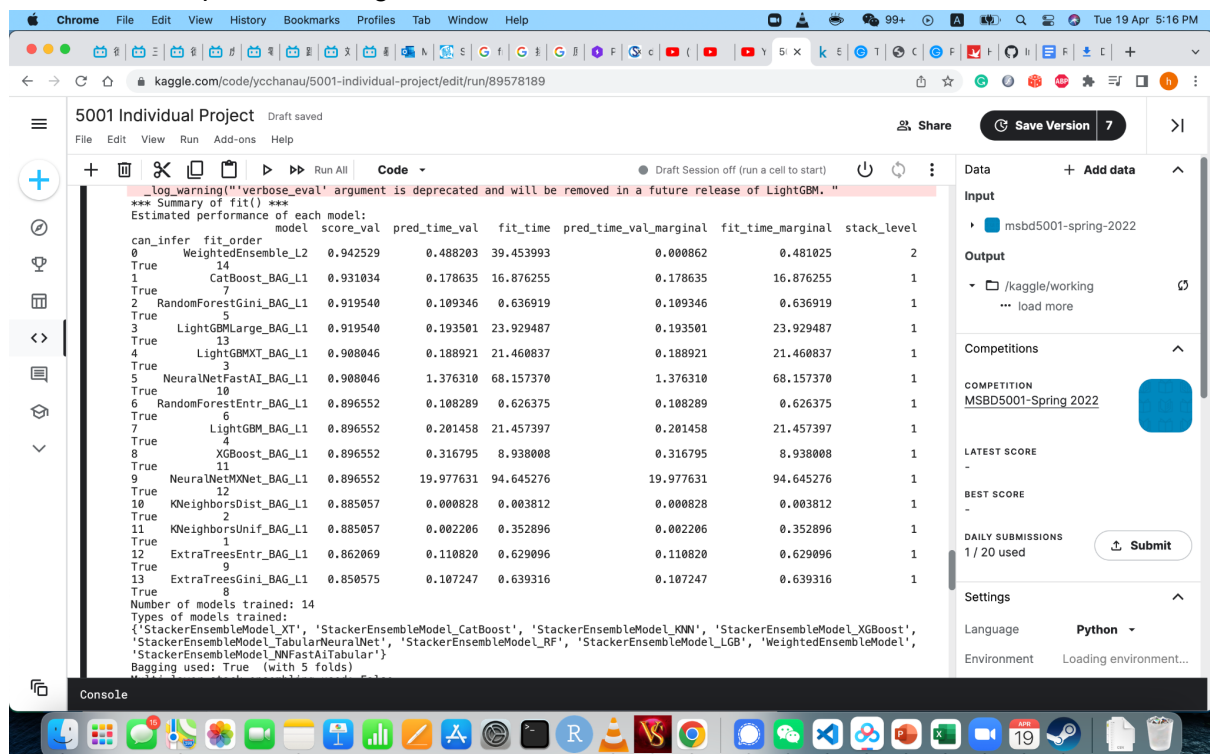 Chrome File Edit View History Bookmarks Profiles Tab Window Help 99+ Tue 19 Apr 5:16 PM
kaggle.com/code/ycchanau/5001-individual-project/edit/run/89578189
5001 Individual Project Draft saved
File Edit View Run Add-ons Help
Share
Save Version 7
Run All Code Draft Session off (run a cell to start)
_log_warning("'verbose_eval' argument is deprecated and will be removed in a future release of LightGBM. "
*** Summary of fit() ***
Estimated performance of each model:
model score_val pred_time_val fit_time pred_time_val_marginal fit_time_marginal stack_level
can_infer fit_order
0 WeightedEnsemble_L2 0.942529 0.488203 39.453993 0.000862 0.481025 2
True 14
1 CatBoost_BAG_L1 0.931034 0.178635 16.876255 0.178635 16.876255 1
True 7
2 RandomForestGini_BAG_L1 0.919540 0.109346 0.636919 0.109346 0.636919 1
True 5
3 LightGBMLarge_BAG_L1 0.919540 0.193501 23.929487 0.193501 23.929487 1
True 13
4 LightGBMXT_BAG_L1 0.908046 0.188921 21.460837 0.188921 21.460837 1
True 3
5 NeuralNetFastAI_BAG_L1 0.908046 1.376310 68.157370 1.376310 68.157370 1
True 10
6 RandomForestEntr_BAG_L1 0.896552 0.108289 0.626375 0.108289 0.626375 1
True 6
7 LightGBM_BAG_L1 0.896552 0.201458 21.457397 0.201458 21.457397 1
True 4
8 XGBoost_BAG_L1 0.896552 0.316795 8.938008 0.316795 8.938008 1
True 11
9 NeuralNetMXNet_BAG_L1 0.896552 19.977631 94.645276 19.977631 94.645276 1
True 12
10 KNeighborsDist_BAG_L1 0.885057 0.000828 0.003812 0.000828 0.003812 1
True 2
11 KNeighborsUnif_BAG_L1 0.885057 0.002206 0.352896 0.002206 0.352896 1
True 1
12 ExtraTreesEntr_BAG_L1 0.862069 0.110820 0.629096 0.110820 0.629096 1
True 9
13 ExtraTreesGini_BAG_L1 0.850575 0.107247 0.639316 0.107247 0.639316 1
True 8
Number of models trained: 14
Types of models trained:
{'StackerEnsembleModel_XT', 'StackerEnsembleModel_CatBoost', 'StackerEnsembleModel_KNN', 'StackerEnsembleModel_XGBoost',
'StackerEnsembleModel_TabularNeuralNet', 'StackerEnsembleModel_RF', 'StackerEnsembleModel_LGB', 'WeightedEnsembleModel',
'StackerEnsembleModel_NNFastAiTabular'}
Bagging used: True (with 5 folds)
Console
Data
+ Add data
Input
msbd5001-spring-2022
Output
/kaggle/working
load more
Competitions
COMPETITION
MSBD5001-Spring 2022
LATEST SCORE
-
BEST SCORE
-
DAILY SUBMISSIONS
1 / 20 used
Submit
Settings
Language Python
Environment Loading environment...
APR
19